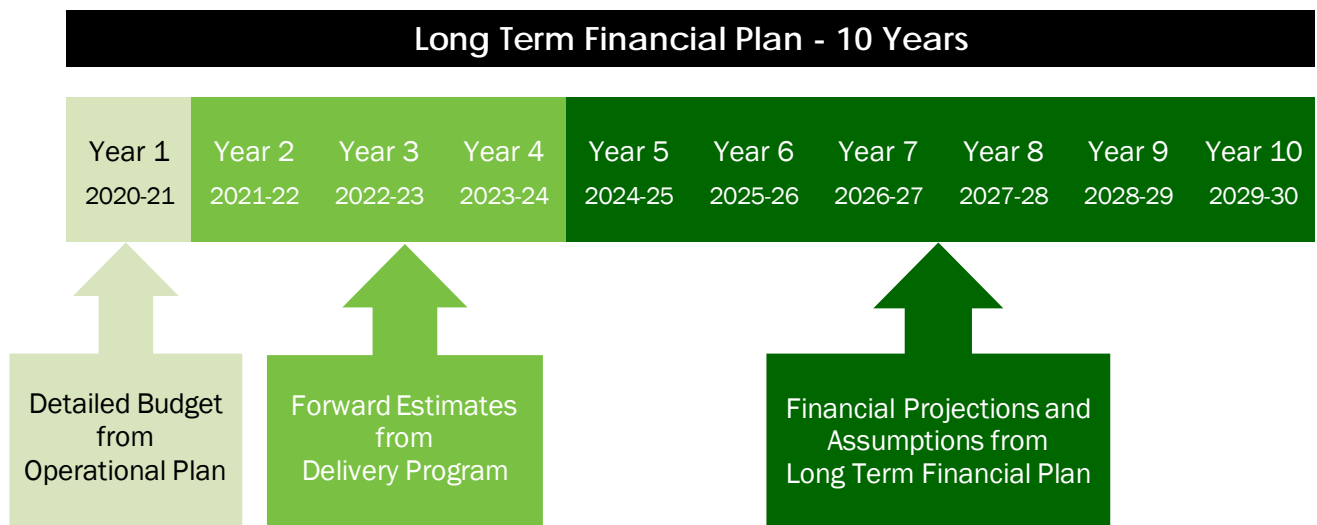 Long Term Financial Plan - 10 Years
Year 1 Year 2 Year 3 Year 4 Year 5 Year 6 Year 7 Year 8 Year 9 Year 10
2020-21 2021-22 2022-23 2023-24 2024-25 2025-26 2026-27 2027-28 2028-29 2029-30
Detailed Budget
from
Operational Plan
Forward Estimates
from
Delivery Program
Financial Projections and
Assumptions from
Long Term Financial Plan